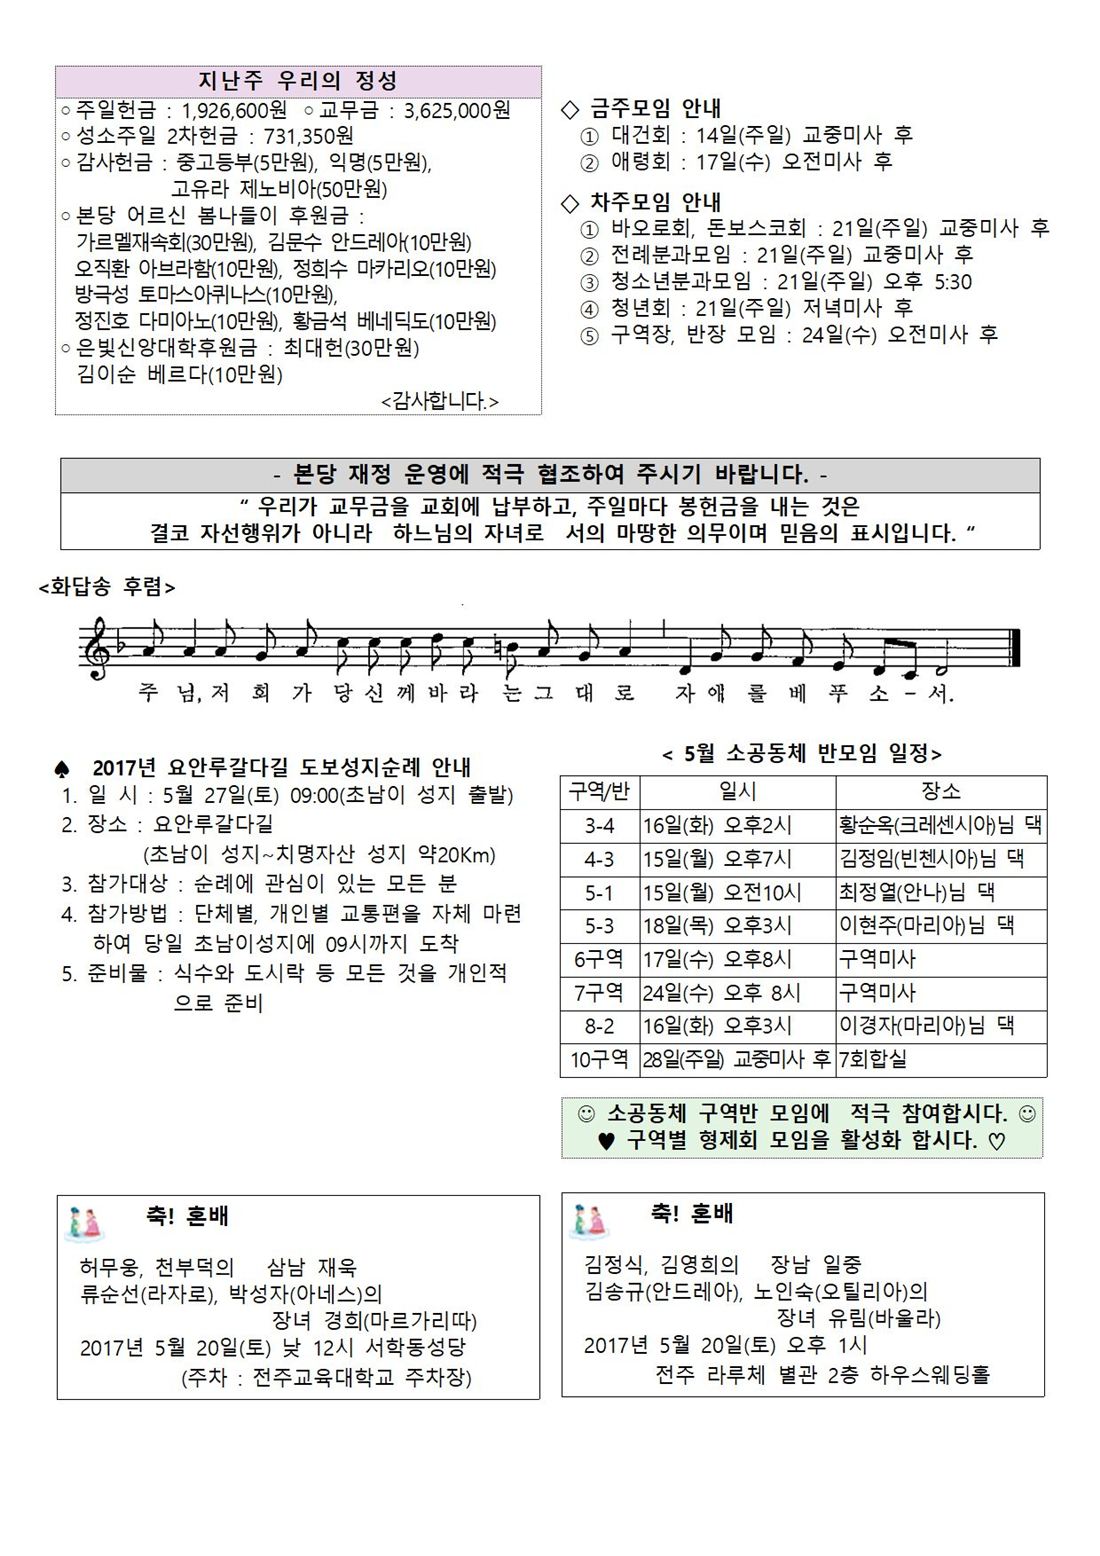 지난주 우리의 정성
○ 주일헌금 : 1,926,600원 ○ 교무금 : 3,625,000원
○ 성소주일 2차헌금 : 731,350원
○ 감사헌금 : 중고등부(5만원), 익명(5만원),
고유라 제노비아(50만원)
○ 본당 어르신 봄나들이 후원금 :
가르멜재속회(30만원), 김문수 안드레아(10만원)
오직환 아브라함(10만원), 정희수 마카리오(10만원)
방극성 토마스아퀴나스(10만원),
정진호 다미아노(10만원), 황금석 베네딕도(10만원)
○ 은빛신앙대학후원금 : 최대헌(30만원)
김이순 베르다(10만원)
<감사합니다.>
◇ 금주모임 안내
① 대건회 : 14일(주일) 교중미사 후
② 애령회 : 17일(수) 오전미사 후
◇ 차주모임 안내
① 바오로회, 돈보스코회 : 21일(주일) 교중미사 후
② 전례분과모임 : 21일(주일) 교중미사 후
③ 청소년분과모임 : 21일(주일) 오후 5:30
④ 청년회 : 21일(주일) 저녁미사 후
⑤ 구역장, 반장 모임 : 24일(수) 오전미사 후
- 본당 재정 운영에 적극 협조하여 주시기 바랍니다. -
“ 우리가 교무금을 교회에 납부하고, 주일마다 봉헌금을 내는 것은
결코 자선행위가 아니라 하느님의 자녀로 서의 마땅한 의무이며 믿음의 표시입니다. “
<화답송 후렴>
주 님, 저 희 가 당 신 께 바 라 는 그 대 로 자 애 를 베 푸 소 – 서.
♠ 2017년 요안루갈다길 도보성지순례 안내
1. 일 시 : 5월 27일(토) 09:00(초남이 성지 출발)
2. 장소 : 요안루갈다길
(초남이 성지~치명자산 성지 약20Km)
3. 참가대상 : 순례에 관심이 있는 모든 분
4. 참가방법 : 단체별, 개인별 교통편을 자체 마련
하여 당일 초남이성지에 09시까지 도착
5. 준비물 : 식수와 도시락 등 모든 것을 개인적
으로 준비
< 5월 소공동체 반모임 일정>
구역/반 일시 장소
3-4 16일(화) 오후2시 황순옥(크레센시아)님 댁
4-3 15일(월) 오후7시 김정임(빈첸시아)님 댁
5-1 15일(월) 오전10시 최정열(안나)님 댁
5-3 18일(목) 오후3시 이현주(마리아)님 댁
6구역 17일(수) 오후8시 구역미사
7구역 24일(수) 오후 8시 구역미사
8-2 16일(화) 오후3시 이경자(마리아)님 댁
10구역 28일(주일) 교중미사 후 7회합실
☺ 소공동체 구역반 모임에 적극 참여합시다. ☺
♥ 구역별 형제회 모임을 활성화 합시다. ♡
축! 혼배
허무웅, 천부덕의 삼남 재욱
류순선(라자로), 박성자(아네스)의
장녀 경희(마르가리따)
2017년 5월 20일(토) 낮 12시 서학동성당
(주차 : 전주교육대학교 주차장)
축! 혼배
김정식, 김영희의 장남 일중
김송규(안드레아), 노인숙(오틸리아)의
장녀 유림(바울라)
2017년 5월 20일(토) 오후 1시
전주 라루체 별관 2층 하우스웨딩홀